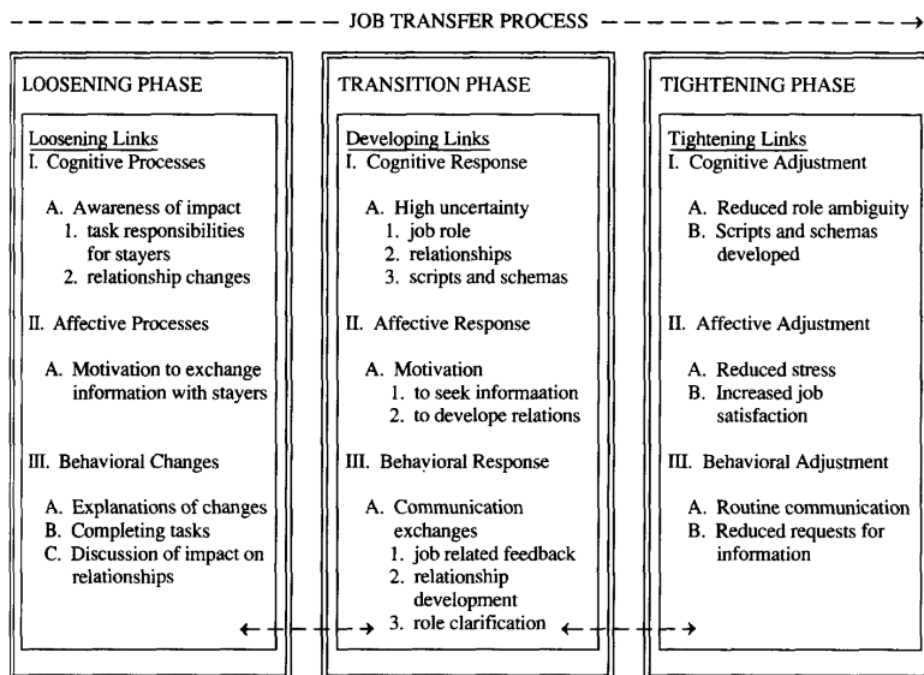 JOB TRANSFER PROCESS
LOOSENING PHASE
Loosening Links
I. Cognitive Processes
A. Awareness of impact
1. task responsibilities
for stayers
2. relationship changes
II. Affective Processes
A. Motivation to exchange
information with stayers
III. Behavioral Changes
A. Explanations of changes
B. Completing tasks
C. Discussion of impact on
relationships
TRANSITION PHASE
Developing Links
I. Cognitive Response
A. High uncertainty
1. job role
2. relationships
3. scripts and schemas
II. Affective Response
A. Motivation
1. to seek informaation
2. to develope relations
III. Behavioral Response
A. Communication
exchanges
1. job related feedback
2. relationship
development
3. role clarification
TIGHTENING PHASE
Tightening Links
I. Cognitive Adjustment
A. Reduced role ambiguity
B. Scripts and schemas
developed
II. Affective Adjustment
A. Reduced stress
B. Increased job
satisfaction
III. Behavioral Adjustment
A. Routine communication
B. Reduced requests for
information